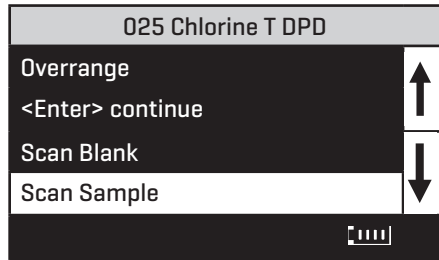 025 Chlorine T DPD
Overrange
<Enter> continue
Scan Blank
Scan Sample